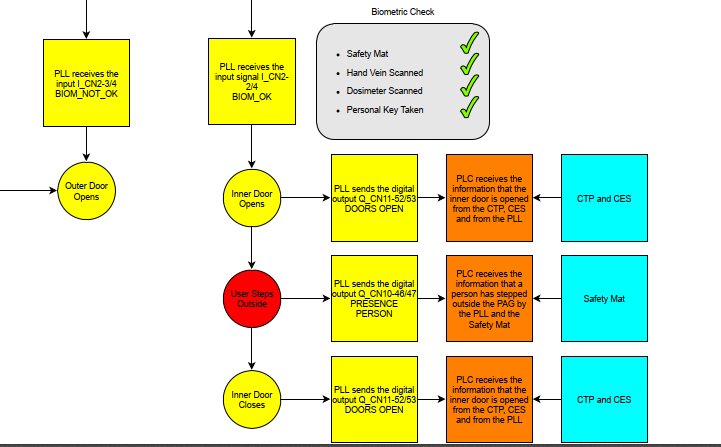 Biometric Check
Safety Mat
Hand Vein Scanned
Dosimeter Scanned
Personal Key Taken
PLL receives the
input I_CN2-3/4
BIOM_NOT_OK
PLL receives the
input signal I_CN2-
2/4
BIOM_OK
Outer Door
Opens
Inner Door
Opens
PLL sends the digital
output Q_CN11-52/53
DOORS OPEN
PLC receives the
information that the
inner door is opened
from the CTP, CES
and from the PLL
CTP and CES
User Steps
Outside
PLL sends the digital
output Q_CN10-46/47
PRESENCE
PERSON
PLC receives the
information that a
person has stepped
outside the PAG by
the PLL and the
Safety Mat
Safety Mat
Inner Door
Closes
PLL sends the digital
output Q_CN11-52/53
DOORS OPEN
PLC receives the
information that the
inner door is opened
from the CTP, CES
and from the PLL
CTP and CES